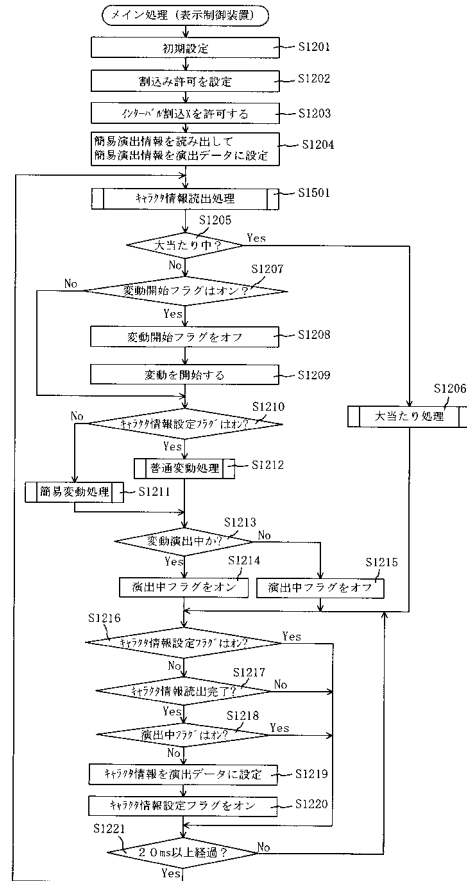 メイン処理（表示制御装置）
初期設定
S1201
割込み許可を設定
S1202
インターバル割込Xを許可する
S1203
簡易演出情報を読み出して
簡易演出情報を演出データに設定
S1204
キャラクタ情報読出処理
S1501
S1205
大当たり中？
Yes
No
S1207
変動開始フラグはオン？
No
Yes
変動開始フラグをオフ
S1208
変動を開始する
S1209
S1206
大当たり処理
S1210
キャラクタ情報設定フラグはオン？
No
Yes
普通変動処理
S1212
簡易変動処理
S1211
S1213
変動演出中か？
No
Yes
S1214
S1215
演出中フラグをオン
演出中フラグをオフ
S1216
キャラクタ情報設定フラグはオン？
Yes
No
S1217
キャラクタ情報読出完了？
No
Yes
S1218
演出中フラグはオン？
Yes
No
キャラクタ情報を演出データに設定
S1219
キャラクタ情報設定フラグをオン
S1220
S1221
２０ms以上経過？
No
Yes